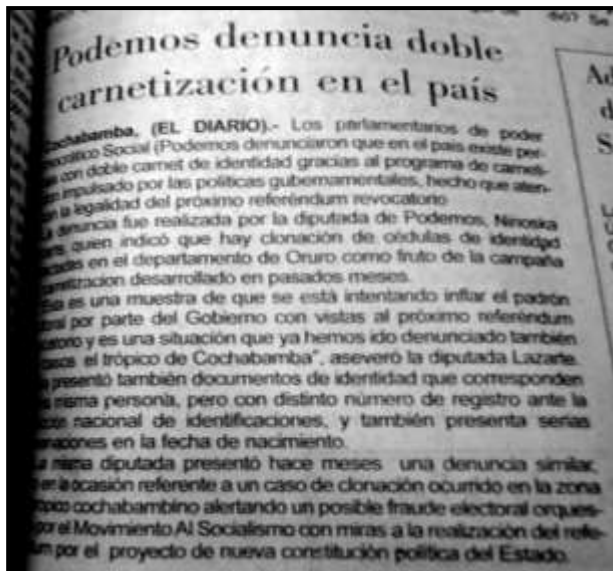 607 Se
Podemos denuncia doble
carnetización en el país
Cochabamba, (EL DIARIO).- Los parlamentarios de poder
Social (Podemos denunciaron que en el país existe per-
con doble carnet de identidad gracias al programa de carneti-
impulsado por las políticas gubernamentales, hecho que aten-
la legalidad del próximo referéndum revocatorio
denuncia fue realizada por la diputada de Podemos, Ninoska
quien indicó que hay clonación de cédulas de identidad
en el departamento de Oruro como fruto de la campaña
desarrollado en pasados meses.
es una muestra de que se está intentando inflar el padrón
por parte del Gobierno con vistas al próximo referéndum
y es una situación que ya hemos ido denunciado también
el trópico de Cochabamba", aseveró la diputada Lazarte.
presentó también documentos de identidad que corresponden
misma persona, pero con distinto número de registro ante la
nacional de identificaciones, y también presenta serias
en la fecha de nacimiento.
misma diputada presentó hace meses una denuncia similar,
en la ocasión referente a un caso de clonación ocurrido en la zona
cochabambino alertando un posible fraude electoral orques-
por el Movimiento Al Socialismo con miras a la realización del refe-
por el proyecto de nueva constitución política del Estado.